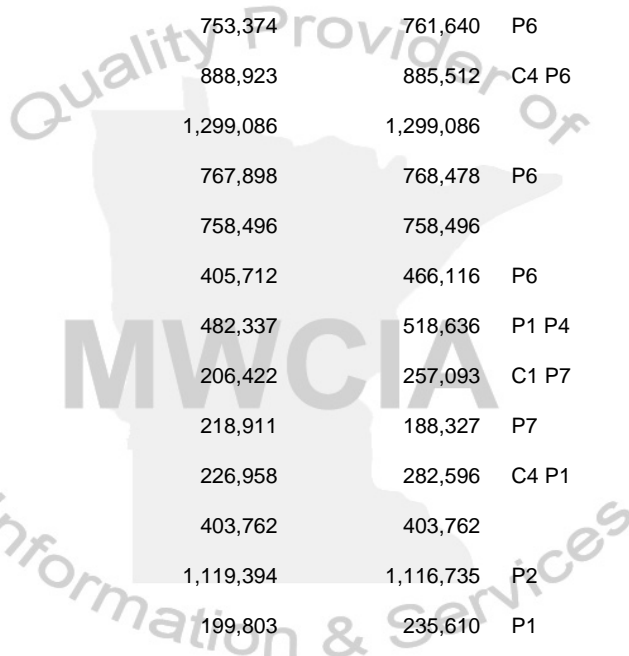 Quality Provider of
753,374 761,640 P6
888,923 885,512 C4 P6
1,299,086 1,299,086
767,898 768,478 P6
758,496 758,496
405,712 466,116 P6
MWCIA
482,337 518,636 P1 P4
206,422 257,093 C1 P7
218,911 188,327 P7
226,958 282,596 C4 P1
403,762 403,762
1,119,394 1,116,735 P2
199,803 235,610 P1
Information & Services